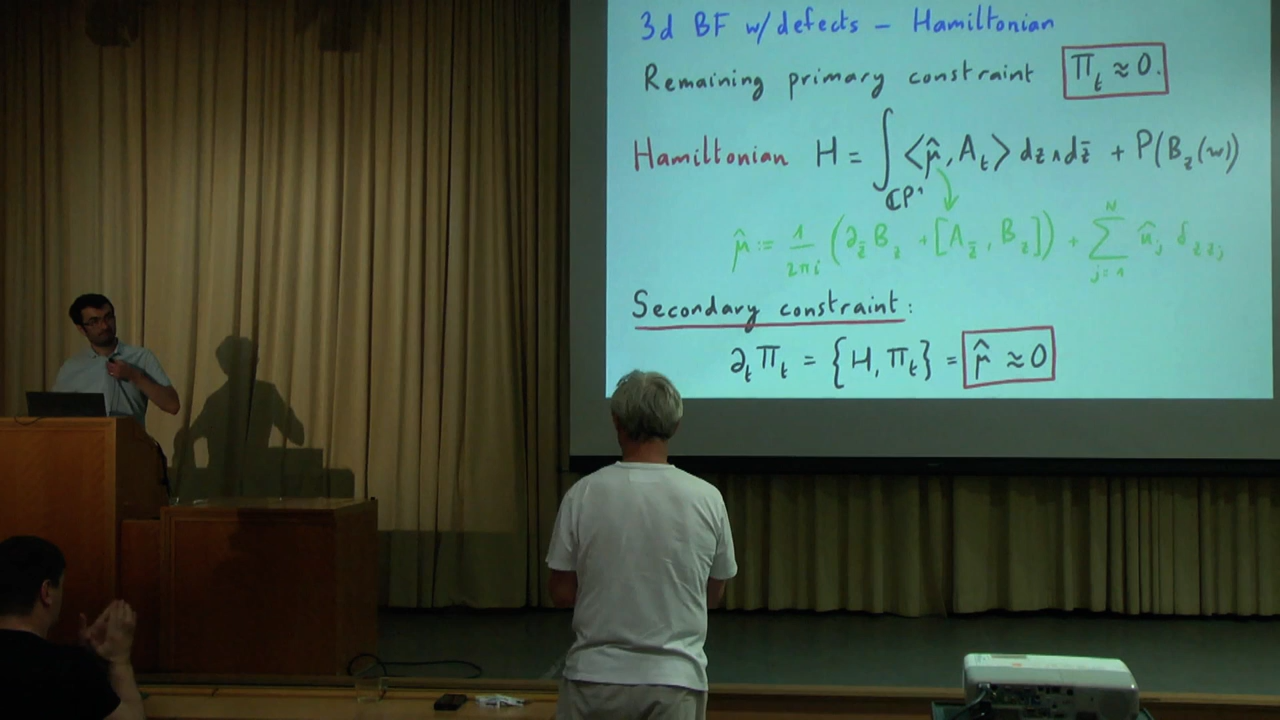 3d BF w/ defects – Hamiltonian
Remaining primary constraint Π_t ≈ 0.
Hamiltonian H = ∫_{ℂP¹} ⟨μ̂, A_t⟩ dz∧dz̄ + P(B_z(w))
μ̂ := 1/2πi (∂_z̄ B_z + [A_z̄, B_z]) + Σ_{j=1}^{N} û_j δ_{zz_j}
Secondary constraint:
∂_t Π_t = {H, Π_t} = μ̂ ≈ 0